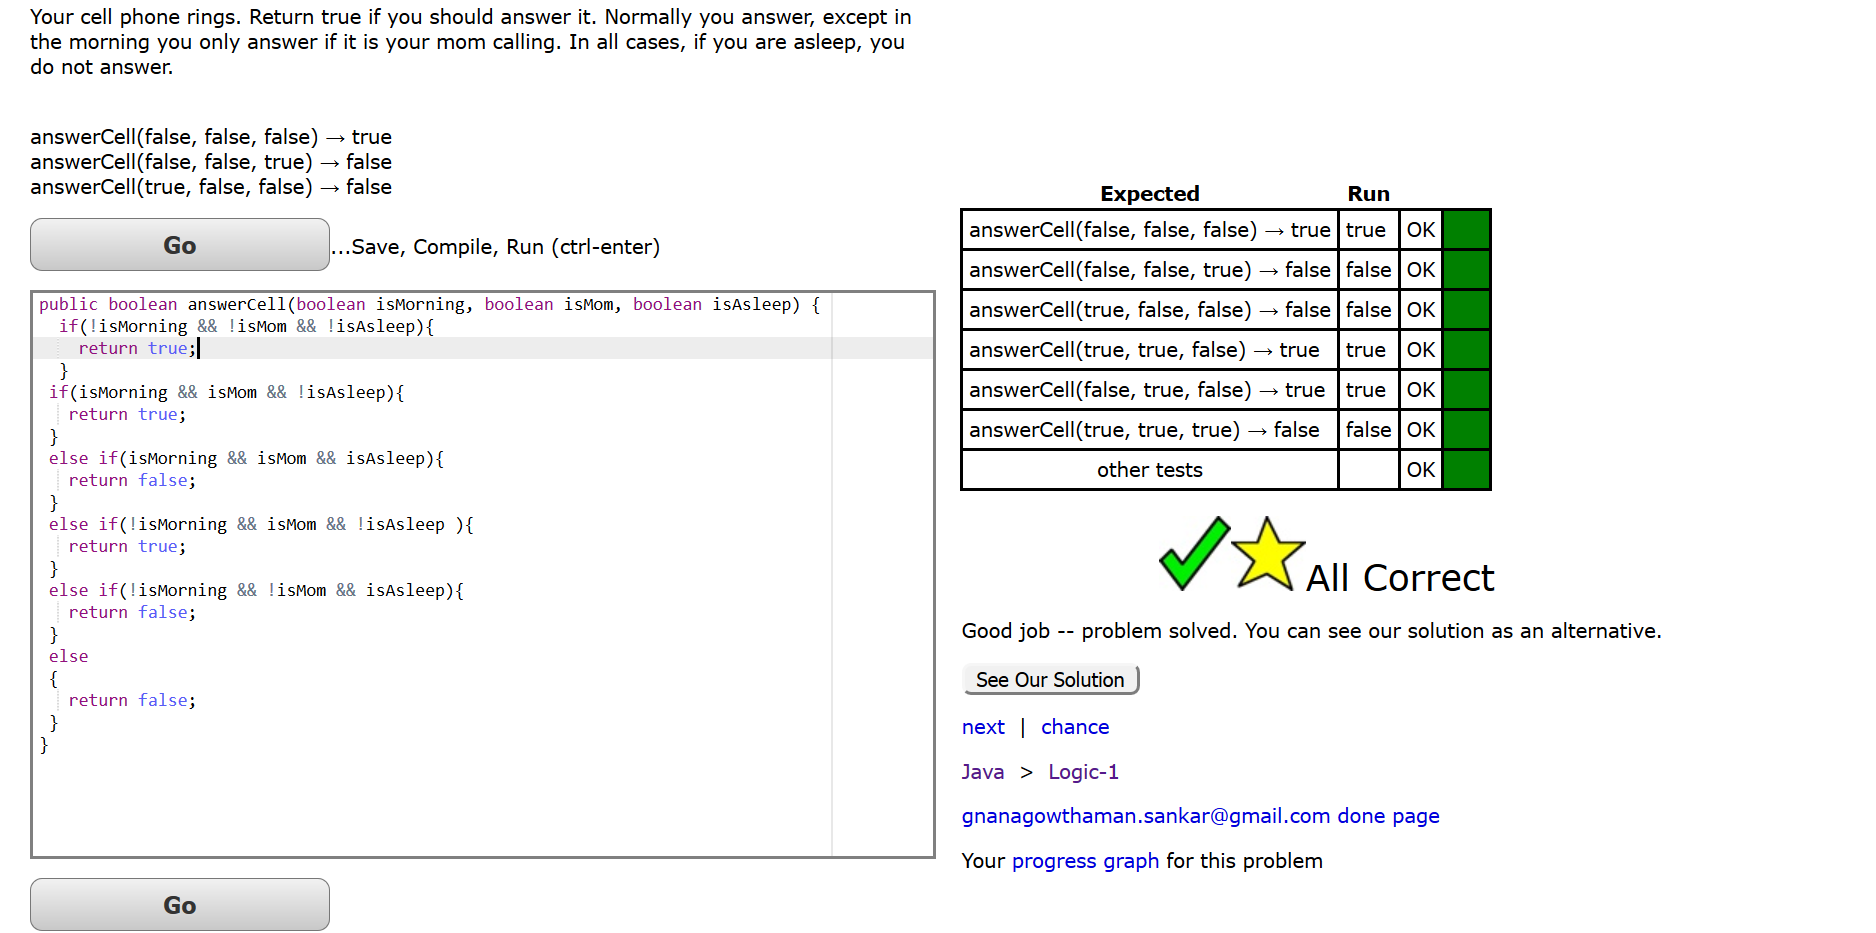 Your cell phone rings. Return true if you should answer it. Normally you answer, except in
the morning you only answer if it is your mom calling. In all cases, if you are asleep, you
do not answer.
answerCell(false, false, false) → true
answerCell(false, false, true) → false
answerCell(true, false, false) → false
Go
...Save, Compile, Run (ctrl-enter)
public boolean answerCell(boolean isMorning, boolean isMom, boolean isAsleep) {
if(!isMorning && !isMom && !isAsleep){
return true;
}
if(isMorning && isMom && !isAsleep){
return true;
}
else if(isMorning && isMom && isAsleep){
return false;
}
else if(!isMorning && isMom && !isAsleep ){
return true;
}
else if(!isMorning && !isMom && isAsleep){
return false;
}
else
{
return false;
}
}
Go
Expected Run
answerCell(false, false, false) → true true OK
answerCell(false, false, true) → false false OK
answerCell(true, false, false) → false false OK
answerCell(true, true, false) → true true OK
answerCell(false, true, false) → true true OK
answerCell(true, true, true) → false false OK
other tests OK
All Correct
Good job -- problem solved. You can see our solution as an alternative.
See Our Solution
next | chance
Java > Logic-1
gnanagowthaman.sankar@gmail.com done page
Your progress graph for this problem